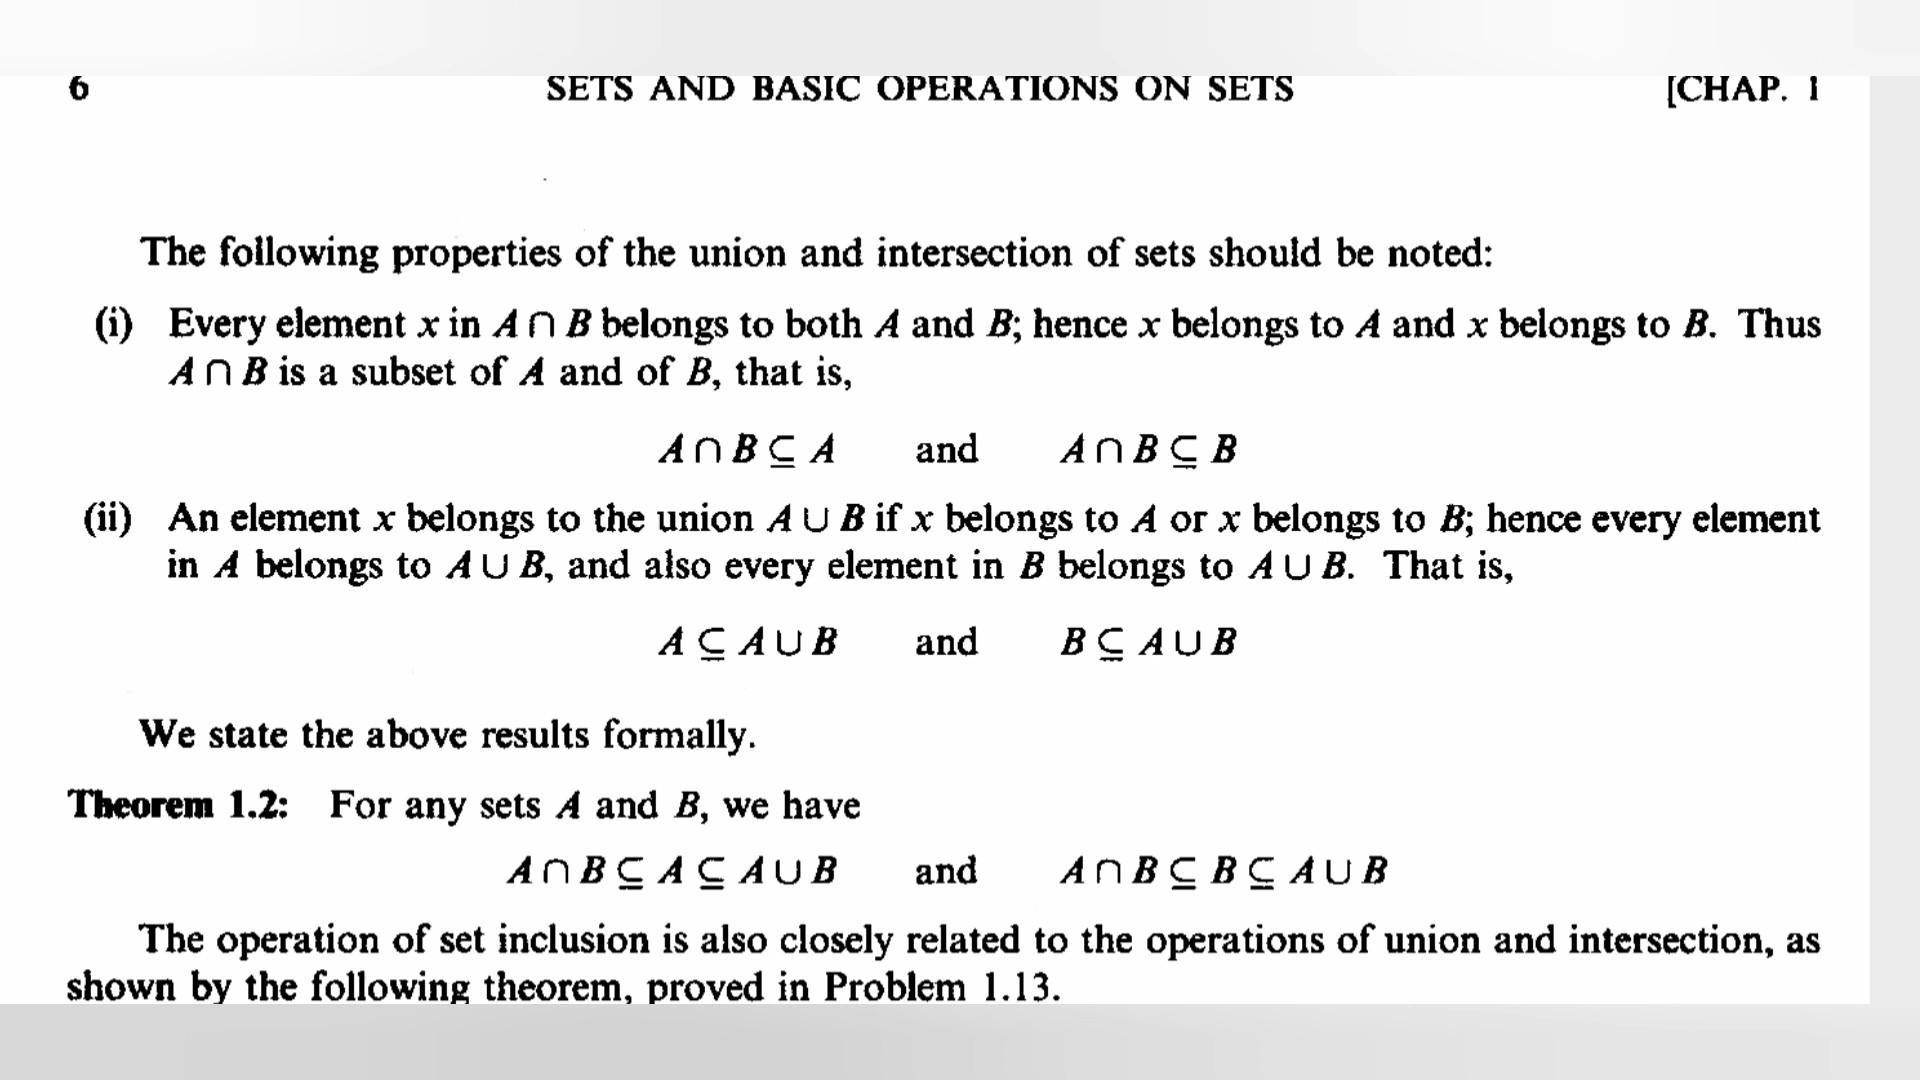 6 SETS AND BASIC OPERATIONS ON SETS [CHAP. 1
The following properties of the union and intersection of sets should be noted:
(i) Every element x in A ∩ B belongs to both A and B; hence x belongs to A and x belongs to B. Thus
A ∩ B is a subset of A and of B, that is,
A ∩ B ⊆ A and A ∩ B ⊆ B
(ii) An element x belongs to the union A ∪ B if x belongs to A or x belongs to B; hence every element
in A belongs to A ∪ B, and also every element in B belongs to A ∪ B. That is,
A ⊆ A ∪ B and B ⊆ A ∪ B
We state the above results formally.
Theorem 1.2: For any sets A and B, we have
A ∩ B ⊆ A ⊆ A ∪ B and A ∩ B ⊆ B ⊆ A ∪ B
The operation of set inclusion is also closely related to the operations of union and intersection, as
shown by the following theorem, proved in Problem 1.13.